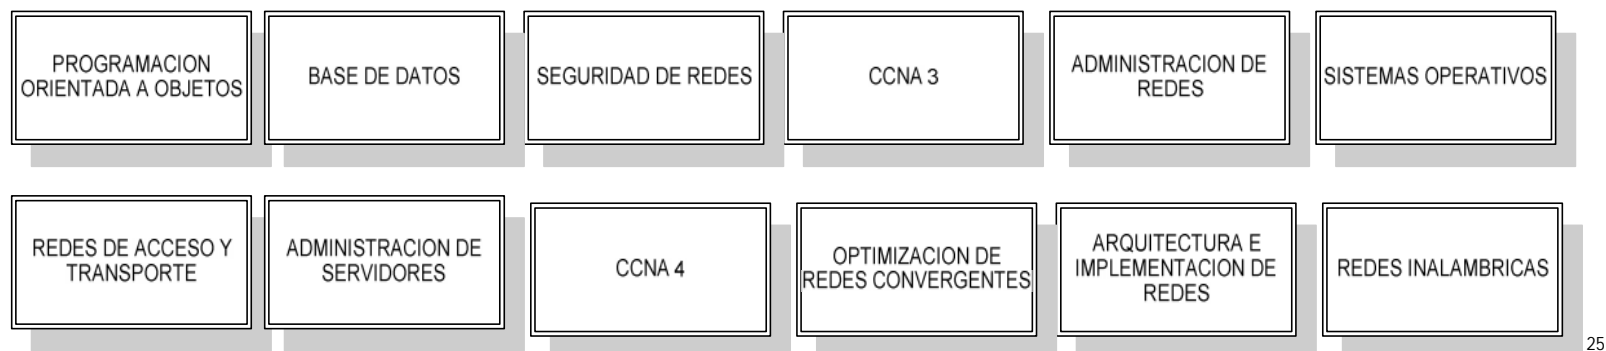 PROGRAMACION
ORIENTADA A OBJETOS
BASE DE DATOS
SEGURIDAD DE REDES
CCNA 3
ADMINISTRACION DE
REDES
SISTEMAS OPERATIVOS
REDES DE ACCESO Y
TRANSPORTE
ADMINISTRACION DE
SERVIDORES
CCNA 4
OPTIMIZACION DE
REDES CONVERGENTES
ARQUITECTURA E
IMPLEMENTACION DE
REDES
REDES INALAMBRICAS
25